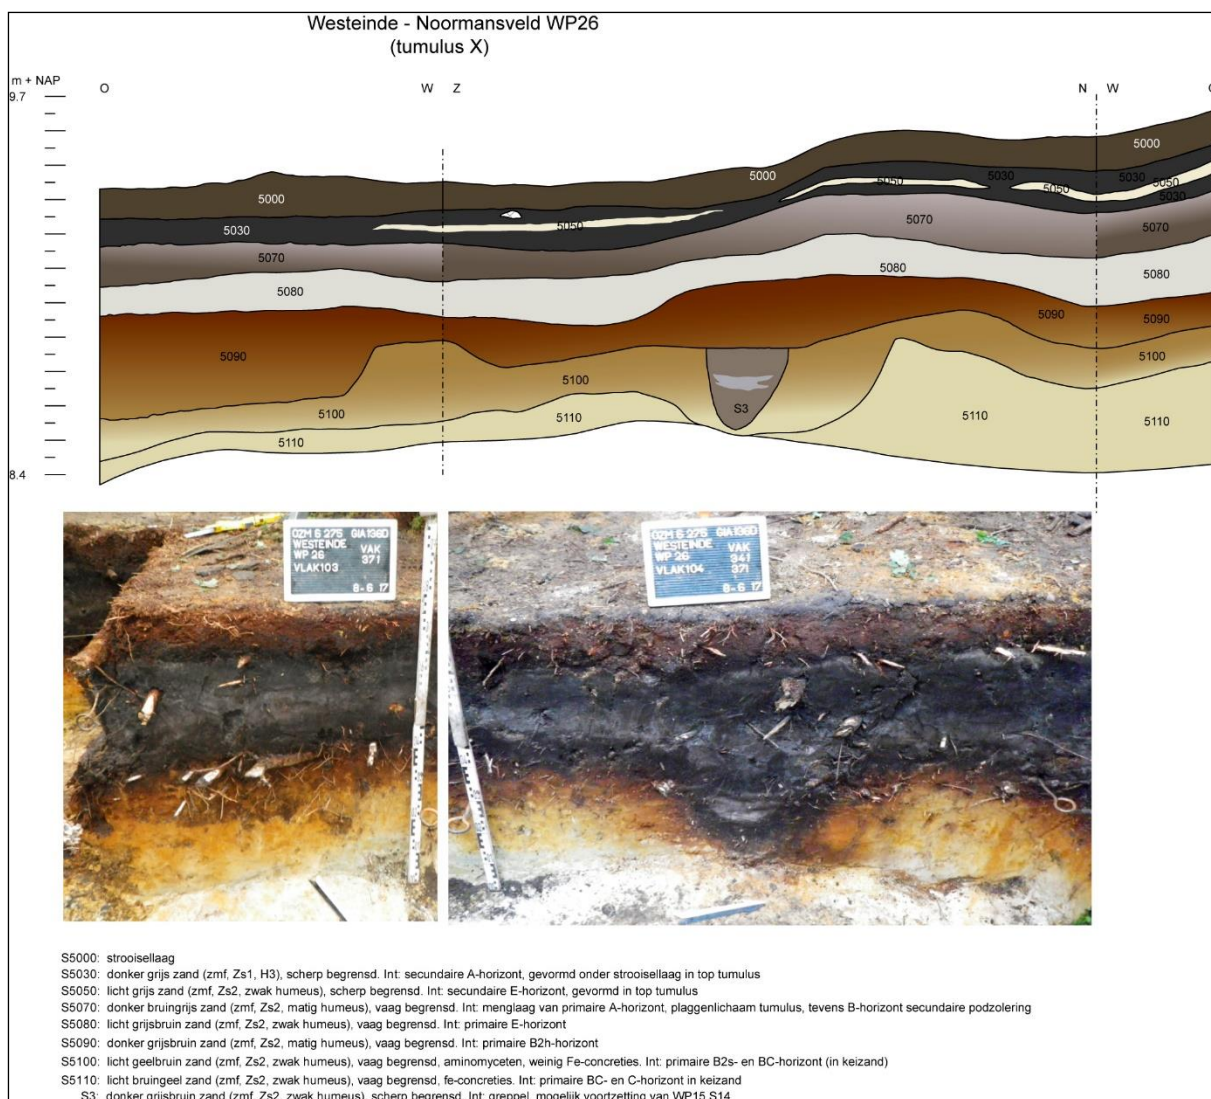 Westeinde - Noormansveld WP26
(tumulus X)
m + NAP
9.7
O W Z N W
5000
5000
5000
5030
5030
5050
5030
5050
5050
5050
5030
5030
5070
5070
5070
5080
5080
5080
5090
5090
5090
5100
5100
5100
S3
5110
5110
5110
5110
8.4
OZM 6 275 GIA136D
WESTEINDE VAK
WP 26 371
VLAK103
8-6 17
OZM 6 275 GIA136D
WESTEINDE VAK
WP 26 341
VLAK104 371
8-6 17
S5000: strooisellaag
S5030: donker grijs zand (zmf, Zs1, H3), scherp begrensd. Int: secundaire A-horizont, gevormd onder strooisellaag in top tumulus
S5050: licht grijs zand (zmf, Zs2, zwak humeus), scherp begrensd. Int: secundaire E-horizont, gevormd in top tumulus
S5070: donker bruingrijs zand (zmf, Zs2, matig humeus), vaag begrensd. Int: menglaag van primaire A-horizont, plaggenlichaam tumulus, tevens B-horizont secundaire podzolering
S5080: licht grijsbruin zand (zmf, Zs2, zwak humeus), vaag begrensd. Int: primaire E-horizont
S5090: donker grijsbruin zand (zmf, Zs2, matig humeus), vaag begrensd. Int: primaire B2h-horizont
S5100: licht geelbruin zand (zmf, Zs2, zwak humeus), vaag begrensd, aminomyceten, weinig Fe-concreties. Int: primaire B2s- en BC-horizont (in keizand)
S5110: licht bruingeel zand (zmf, Zs2, zwak humeus), vaag begrensd, fe-concreties. Int: primaire BC- en C-horizont in keizand
S3: donker grijsbruin zand (zmf, Zs2, zwak humeus), scherp begrensd. Int: greppel, mogelijk voortzetting van WP15 S14